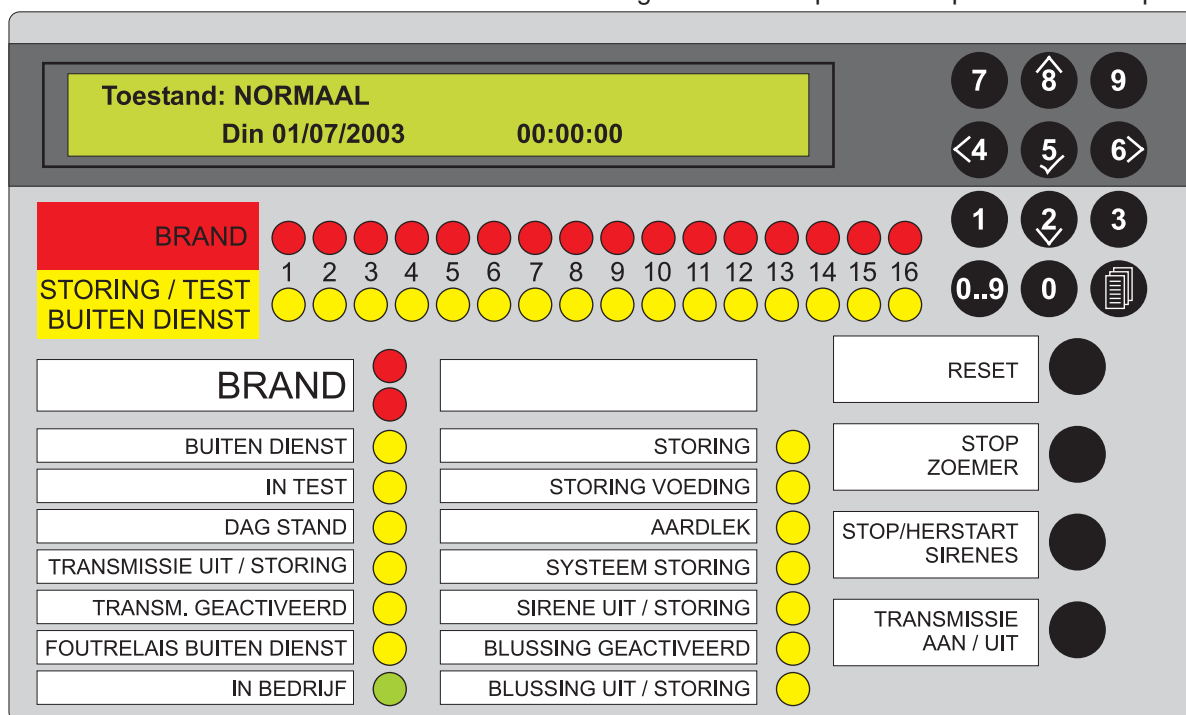 Toestand: NORMAAL
Din 01/07/2003 00:00:00
7 8 9
<4 5 6>
1 2 3
0..9 0
BRAND
1 2 3 4 5 6 7 8 9 10 11 12 13 14 15 16
STORING / TEST
BUITEN DIENST
BRAND
BUITEN DIENST
IN TEST
DAG STAND
TRANSMISSIE UIT / STORING
TRANSM. GEACTIVEERD
FOUTRELAIS BUITEN DIENST
IN BEDRIJF
STORING
STORING VOEDING
AARDLEK
SYSTEEM STORING
SIRENE UIT / STORING
BLUSSING GEACTIVEERD
BLUSSING UIT / STORING
RESET
STOP
ZOEMER
STOP/HERSTART
SIRENES
TRANSMISSIE
AAN / UIT